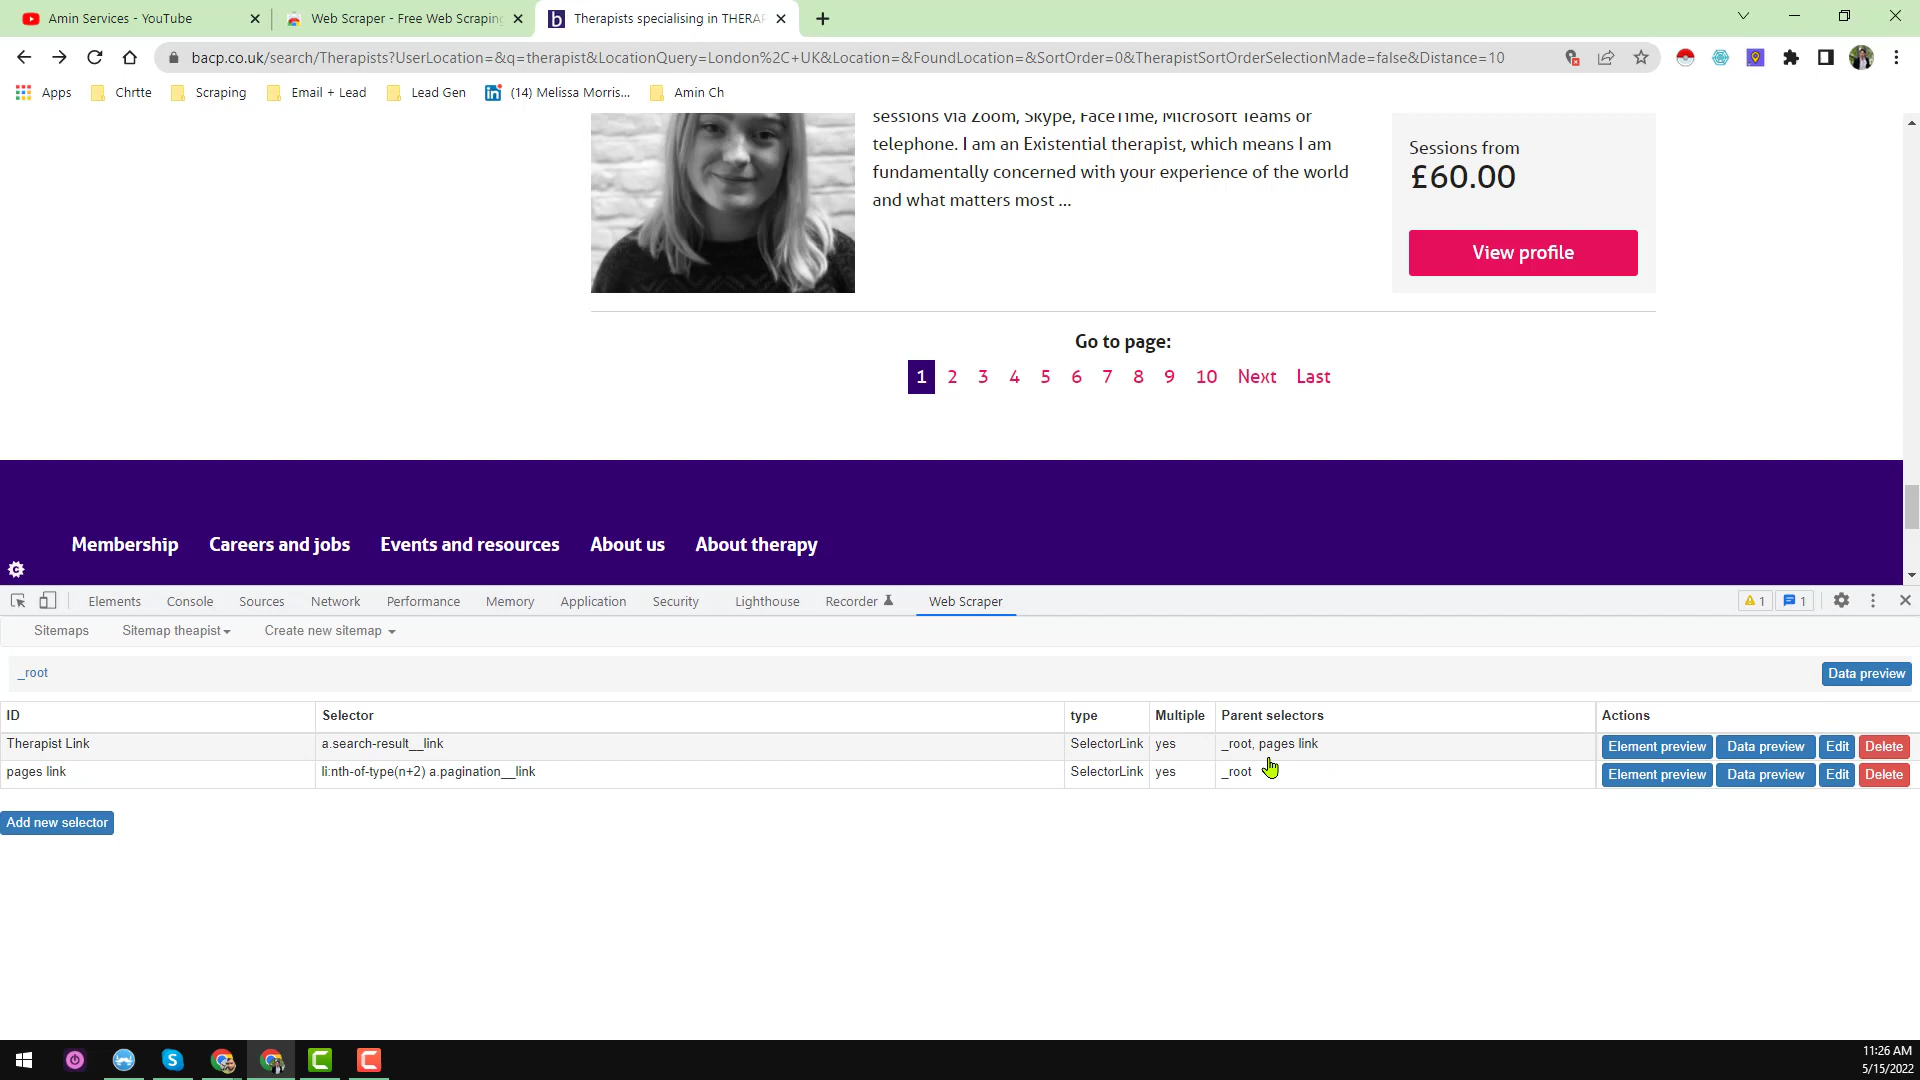 Amin Services - YouTube
Web Scraper - Free Web Scraping
Therapists specialising in THERAP
bacp.co.uk/search/Therapists?UserLocation=&q=therapist&LocationQuery=London%2C+UK&Location=&FoundLocation=&SortOrder=0&TherapistSortOrderSelectionMade=false&Distance=10
Apps Chrtte Scraping Email + Lead Lead Gen (14) Melissa Morris... Amin Ch
sessions via Zoom, Skype, FaceTime, Microsoft Teams or
telephone. I am an Existential therapist, which means I am
fundamentally concerned with your experience of the world
and what matters most ...
Sessions from
£60.00
View profile
Go to page:
1 2 3 4 5 6 7 8 9 10 Next Last
Membership Careers and jobs Events and resources About us About therapy
Elements Console Sources Network Performance Memory Application Security Lighthouse Recorder Web Scraper 1 1
Sitemaps Sitemap theapist Create new sitemap
_root Data preview
ID Selector type Multiple Parent selectors Actions
Therapist Link a.search-result__link SelectorLink yes _root, pages link Element preview Data preview Edit Delete
pages link li:nth-of-type(n+2) a.pagination__link SelectorLink yes _root Element preview Data preview Edit Delete
Add new selector
11:26 AM
5/15/2022